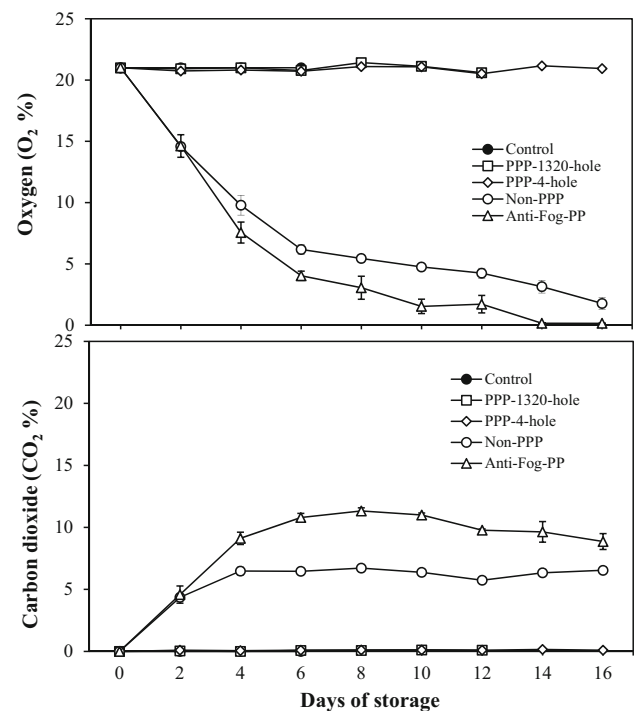 25
20
15
10
5
0
Oxygen (O₂ %)
Control
PPP-1320-hole
PPP-4-hole
Non-PPP
Anti-Fog-PP
25
20
15
10
5
0
Carbon dioxide (CO₂ %)
Control
PPP-1320-hole
PPP-4-hole
Non-PPP
Anti-Fog-PP
0 2 4 6 8 10 12 14 16
Days of storage